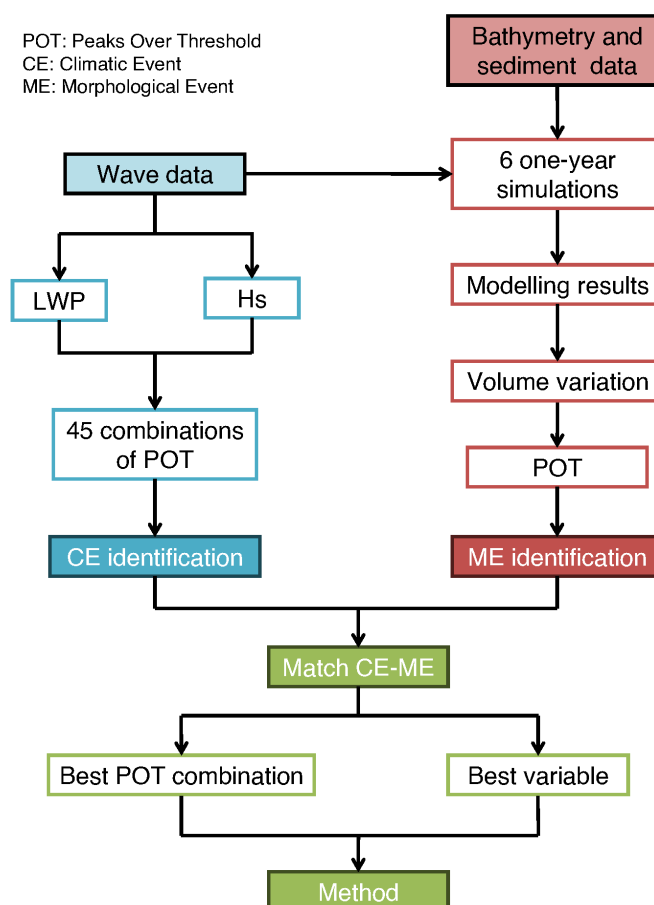 POT: Peaks Over Threshold
CE: Climatic Event
ME: Morphological Event
Bathymetry and
sediment data
Wave data
6 one-year
simulations
LWP
Hs
Modelling results
Volume variation
45 combinations
of POT
POT
CE identification
ME identification
Match CE-ME
Best POT combination
Best variable
Method